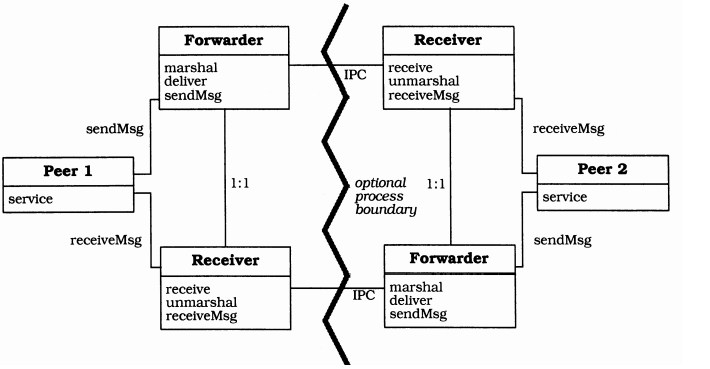 Forwarder
marshal
deliver
sendMsg
Receiver
receive
unmarshal
receiveMsg
IPC
sendMsg
receiveMsg
Peer 1
service
1:1
optional
process
boundary
1:1
Peer 2
service
receiveMsg
sendMsg
Receiver
receive
unmarshal
receiveMsg
Forwarder
marshal
deliver
sendMsg
IPC